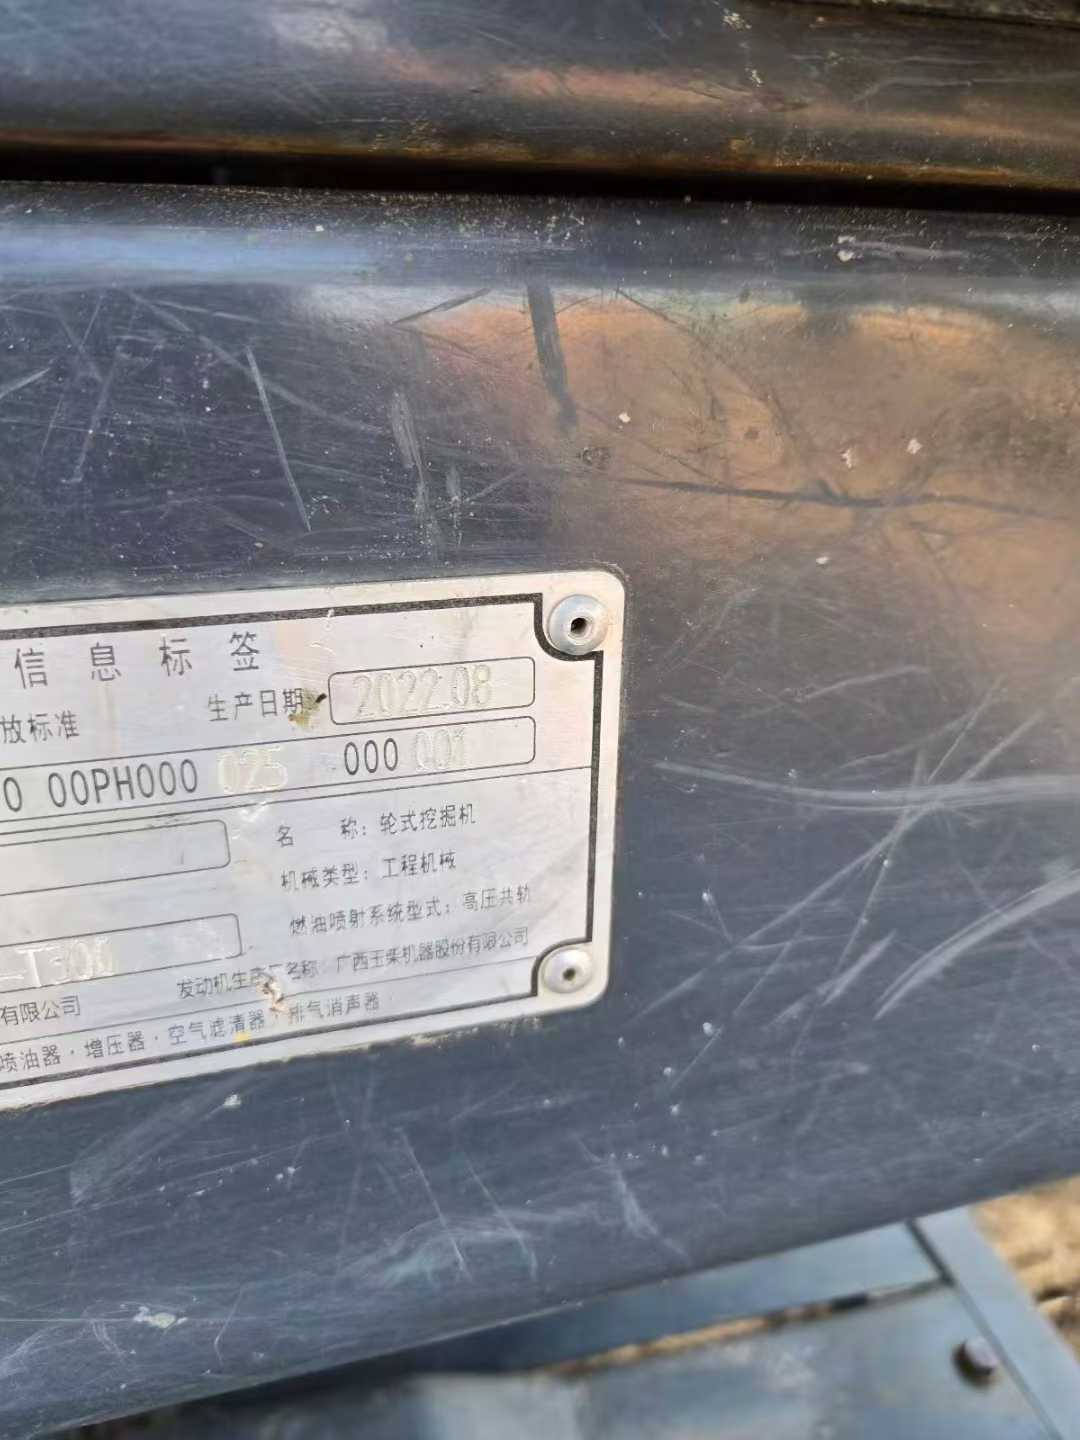 信息标签
放标准 生产日期: 2022.08
0 00PH000 025 000 001
名 称: 轮式挖掘机
机械类型: 工程机械
燃油喷射系统型式: 高压共轨
-T300
发动机生产厂名称: 广西玉柴机器股份有限公司
有限公司
喷油器、增压器、空气滤清器、排气消声器